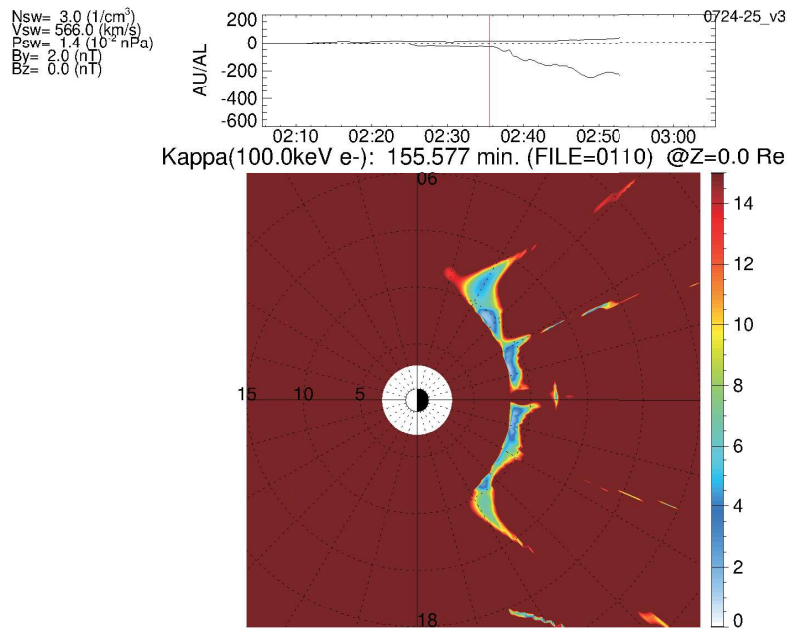 Nsw= 3.0 (1/cm³)
Vsw= 566.0 (km/s)
Psw= 1.4 (10⁻² nPa)
By= 2.0 (nT)
Bz= 0.0 (nT)
0724-25_v3
200
0
-200
-400
-600
AU/AL
02:10 02:20 02:30 02:40 02:50 03:00
Kappa(100.0keV e-): 155.577 min. (FILE=0110) @Z=0.0 Re
06
15 10 5
18
14
12
10
8
6
4
2
0